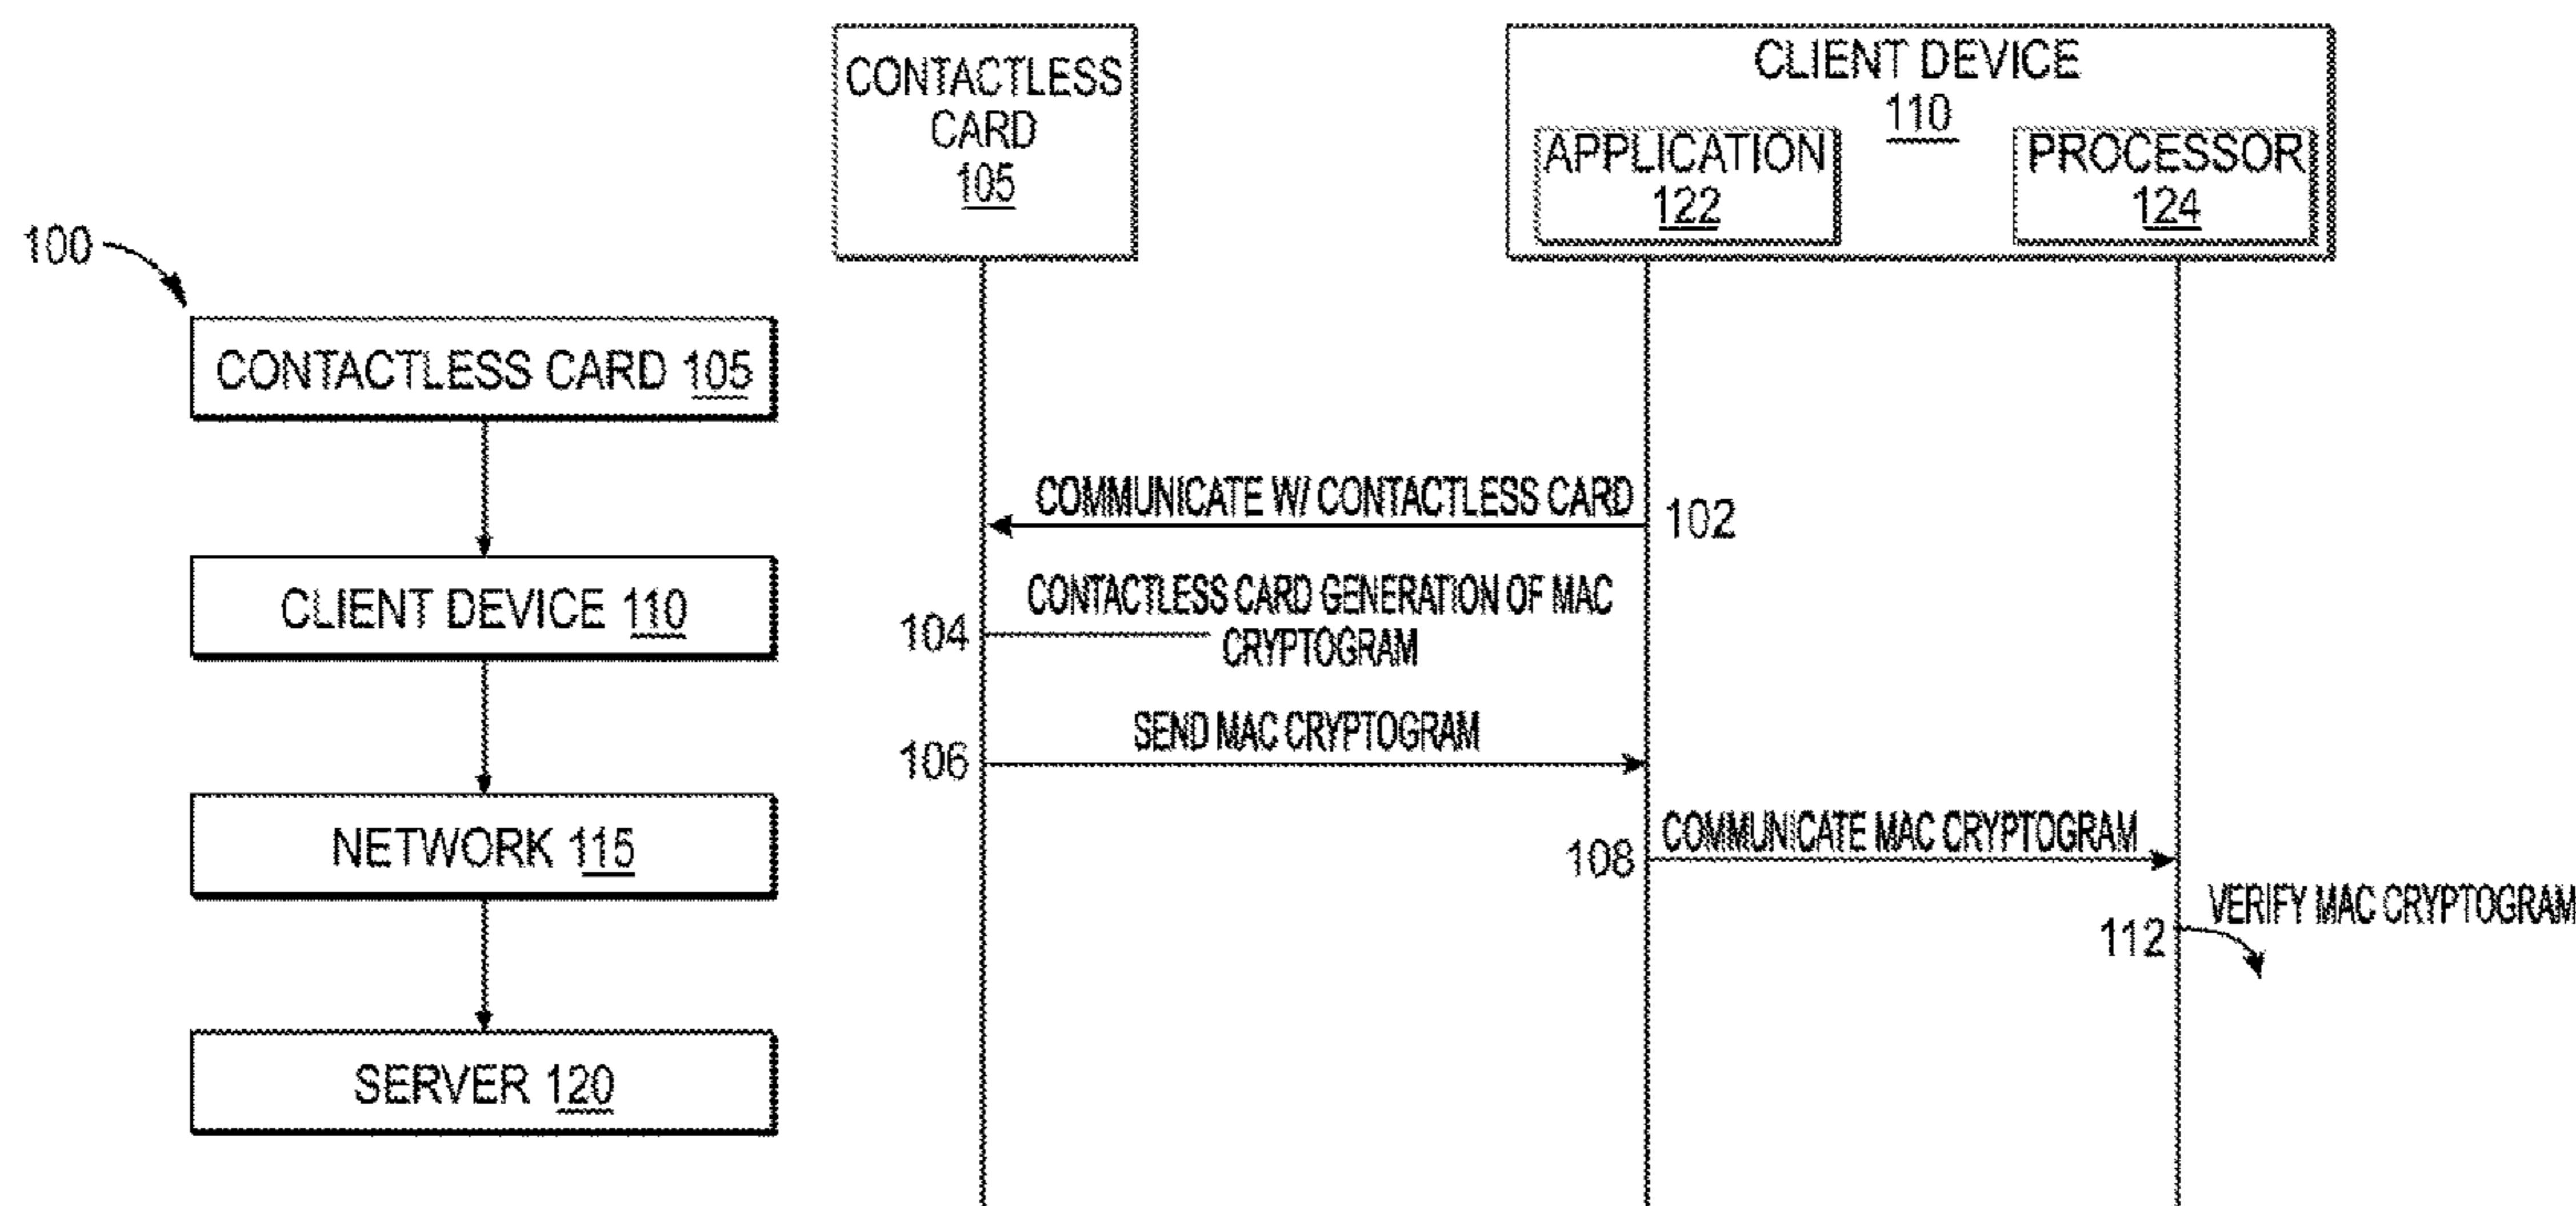 100
CONTACTLESS CARD 105
CLIENT DEVICE 110
NETWORK 115
SERVER 120
CONTACTLESS
CARD
105
CLIENT DEVICE
110
APPLICATION
122
PROCESSOR
124
COMMUNICATE W/ CONTACTLESS CARD
102
CONTACTLESS CARD GENERATION OF MAC
104
CRYPTOGRAM
SEND MAC CRYPTOGRAM
106
COMMUNICATE MAC CRYPTOGRAM
108
VERIFY MAC CRYPTOGRAM
112